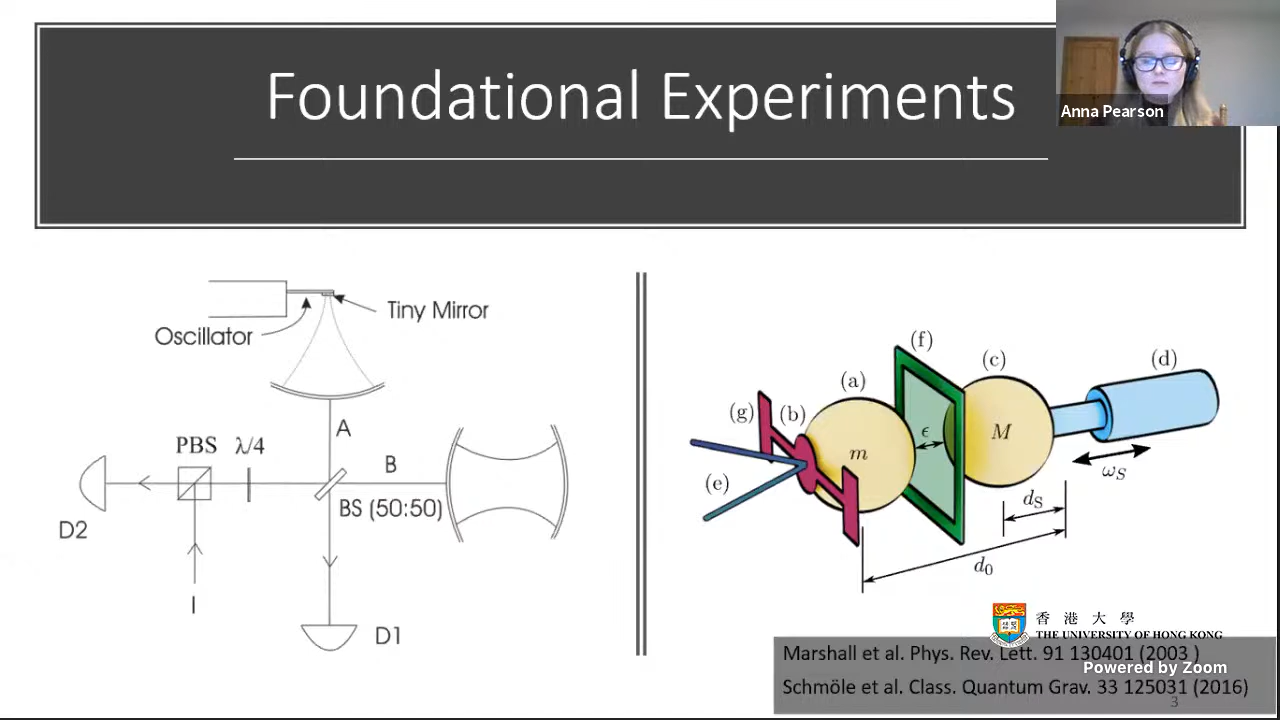 Foundational Experiments
Anna Pearson
Tiny Mirror
Oscillator
A
PBS
λ/4
B
BS (50:50)
D2
I
D1
(f)
(c)
(d)
(a)
(g)
(b)
ϵ
M
m
(e)
ωS
dS
d0
香港大學
THE UNIVERSITY OF HONG KONG
Marshall et al. Phys. Rev. Lett. 91 130401 (2003 )
Powered by Zoom
Schmöle et al. Class. Quantum Grav. 33 125031 (2016)
3